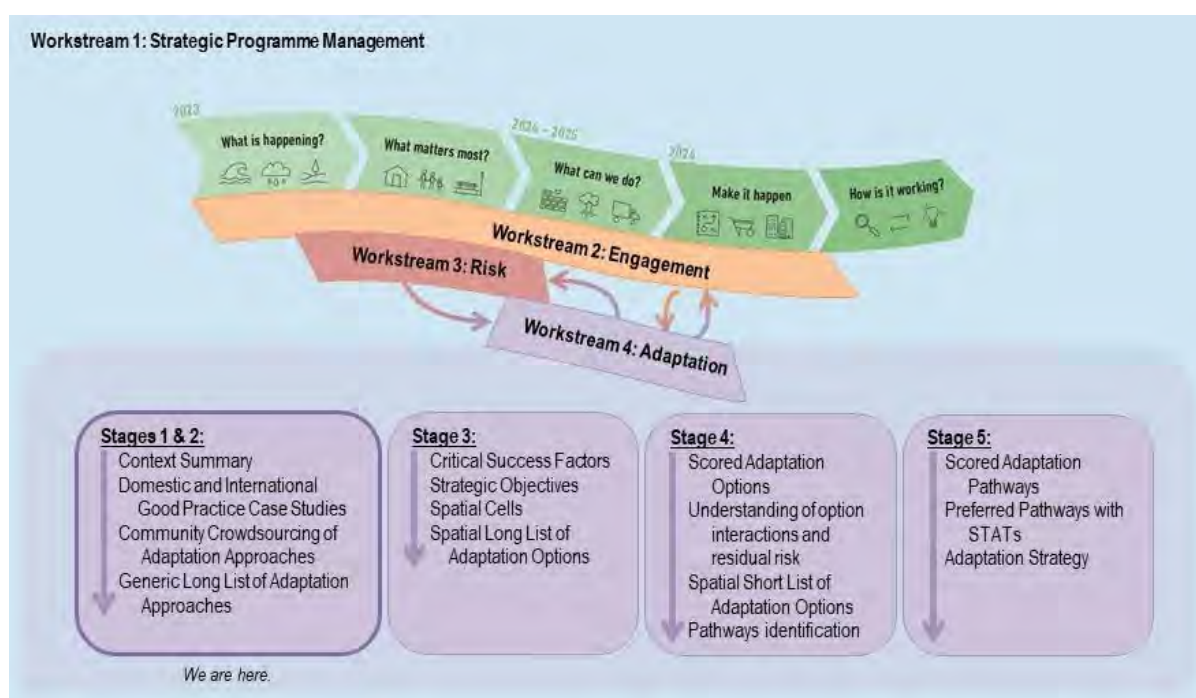 Workstream 1: Strategic Programme Management
2023
What is happening?
What matters most?
2024 - 2025
What can we do?
2026
Make it happen
How is it working?
Workstream 2: Engagement
Workstream 3: Risk
Workstream 4: Adaptation
Stages 1 & 2:
Context Summary
Domestic and International
Good Practice Case Studies
Community Crowdsourcing of
Adaptation Approaches
Generic Long List of Adaptation
Approaches
We are here.
Stage 3:
Critical Success Factors
Strategic Objectives
Spatial Cells
Spatial Long List of
Adaptation Options
Stage 4:
Scored Adaptation
Options
Understanding of option
interactions and
residual risk
Spatial Short List of
Adaptation Options
Pathways identification
Stage 5:
Scored Adaptation
Pathways
Preferred Pathways with
STATs
Adaptation Strategy